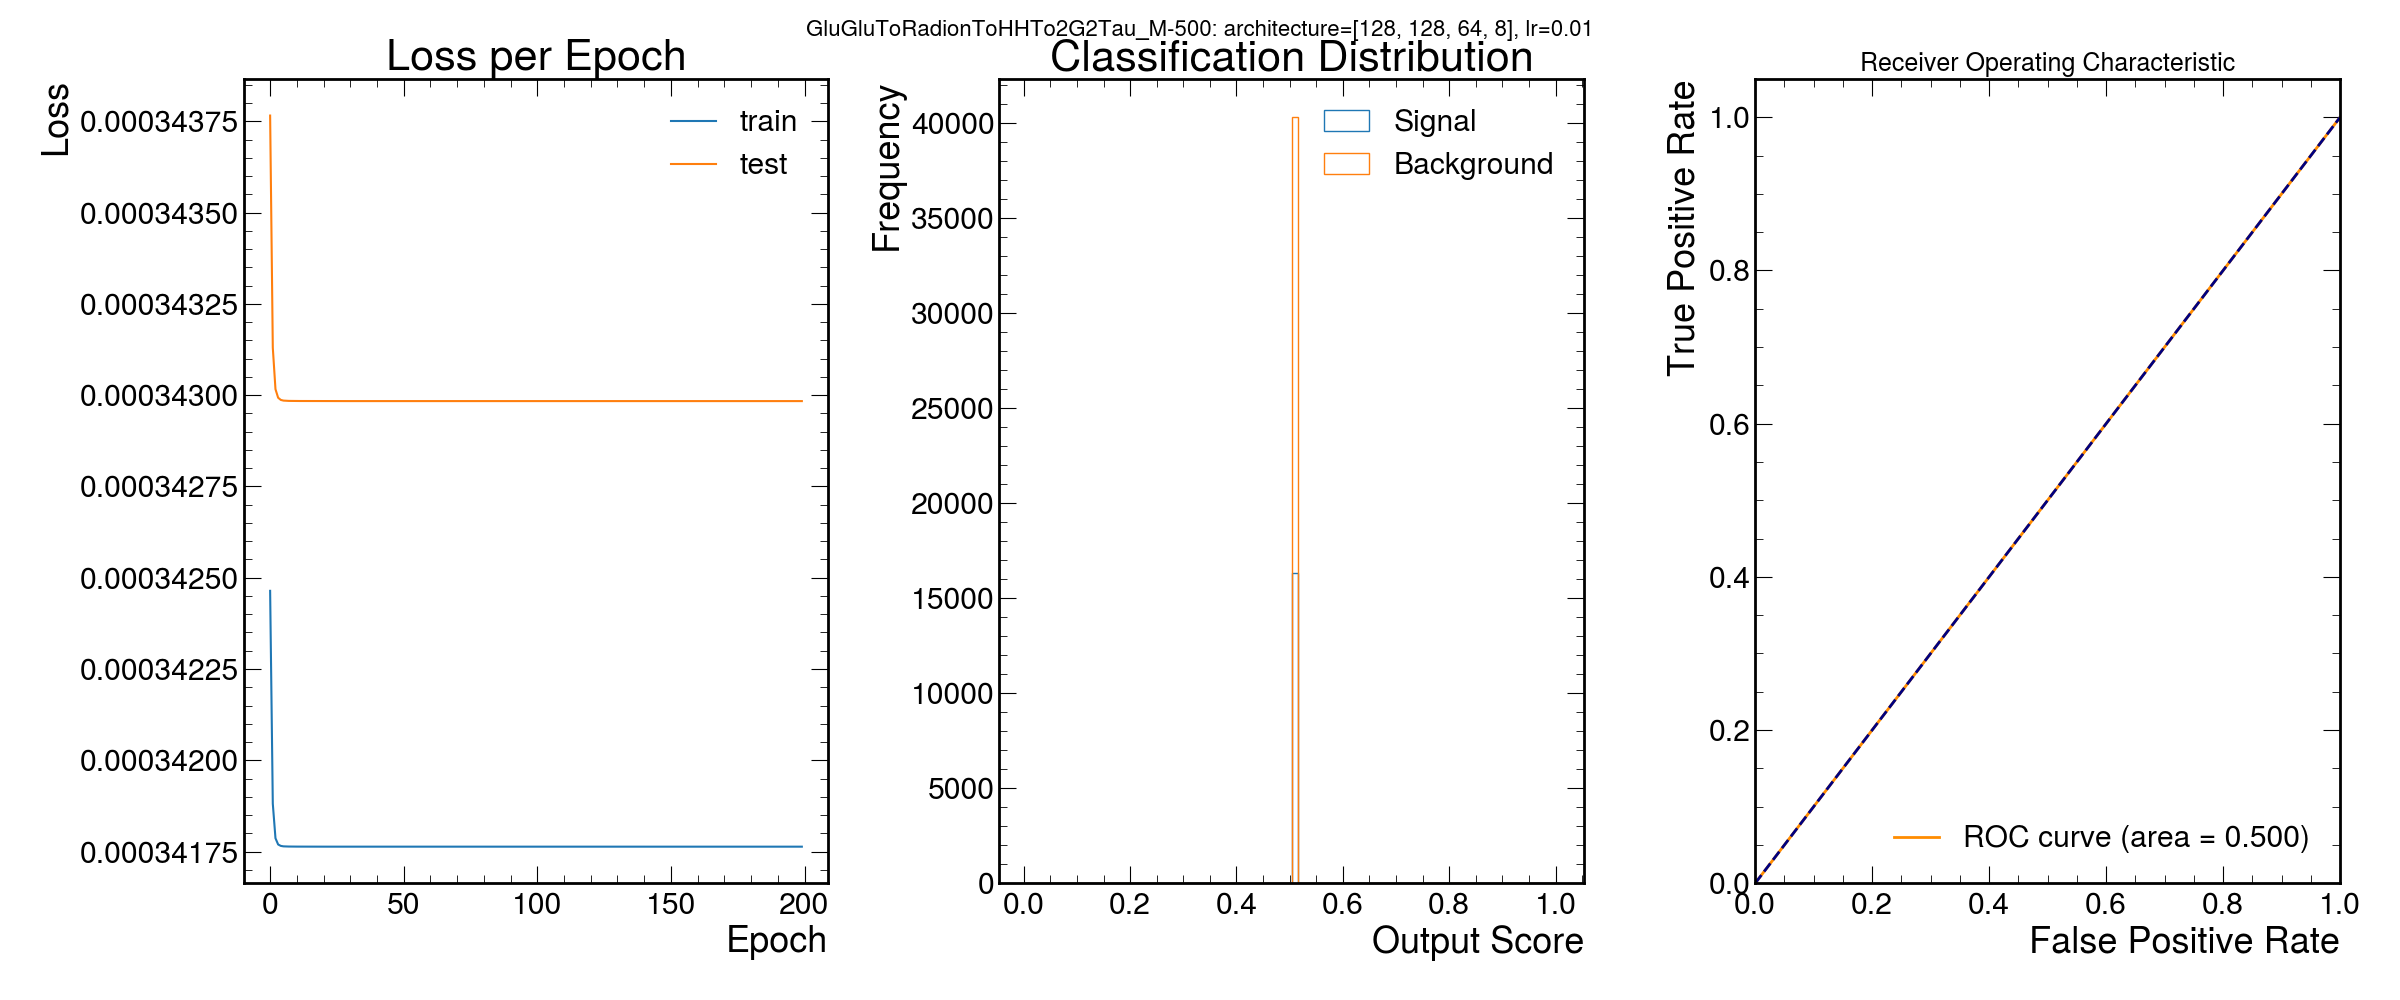 GluGluToRadionToHHTo2G2Tau_M-500: architecture=[128, 128, 64, 8], lr=0.01
Loss per Epoch
Loss
0.00034375
0.00034350
0.00034325
0.00034300
0.00034275
0.00034250
0.00034225
0.00034200
0.00034175
train
test
0 50 100 150 200
Epoch
Classification Distribution
Frequency
40000
35000
30000
25000
20000
15000
10000
5000
0
Signal
Background
0.0 0.2 0.4 0.6 0.8 1.0
Output Score
Receiver Operating Characteristic
True Positive Rate
1.0
0.8
0.6
0.4
0.2
0.0
ROC curve (area = 0.500)
0.0 0.2 0.4 0.6 0.8 1.0
False Positive Rate